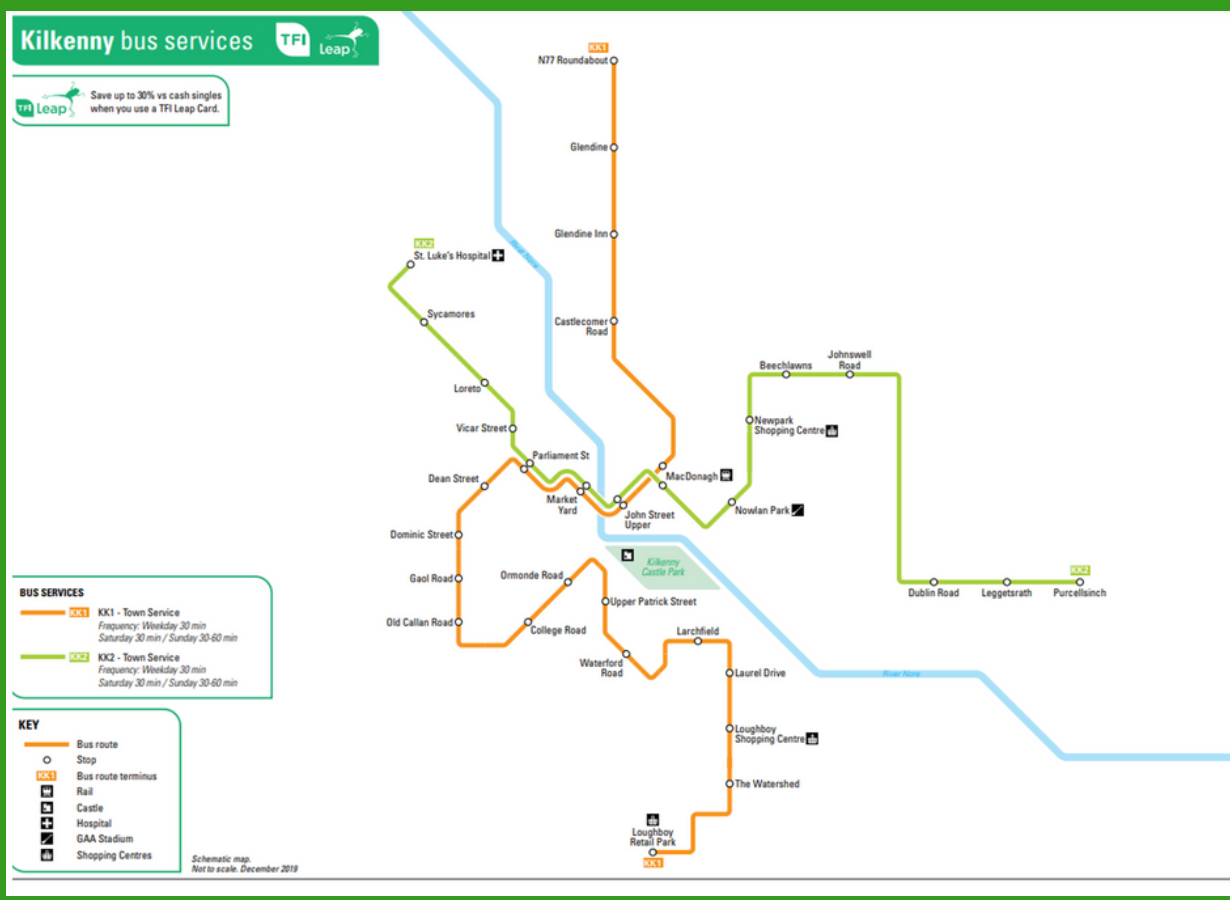 Kilkenny bus services
TFI
Leap
TFI Leap
Save up to 30% vs cash singles
when you use a TFI Leap Card.
KK1
N77 Roundabout
Glendine
Glendine Inn
Castlecomer
Road
River Nore
KK2
St. Luke's Hospital
Sycamores
Loreto
Vicar Street
Parliament St
Dean Street
Market
Yard
MacDonagh
John Street
Upper
Nowlan Park
Newpark
Shopping Centre
Beechlawns
Johnswell
Road
Dublin Road
Leggetsrath
KK2
Purcellsinch
Dominic Street
Gaol Road
Old Callan Road
College Road
Ormonde Road
Kilkenny
Castle Park
Upper Patrick Street
Waterford
Road
Larchfield
Laurel Drive
River Nore
Loughboy
Shopping Centre
The Watershed
Loughboy
Retail Park
KK1
BUS SERVICES
KK1 KK1 - Town Service
Frequency: Weekday 30 min
Saturday 30 min / Sunday 30-60 min
KK2 KK2 - Town Service
Frequency: Weekday 30 min
Saturday 30 min / Sunday 30-60 min
KEY
Bus route
Stop
KK1 Bus route terminus
Rail
Castle
Hospital
GAA Stadium
Shopping Centres
Schematic map.
Not to scale. December 2019